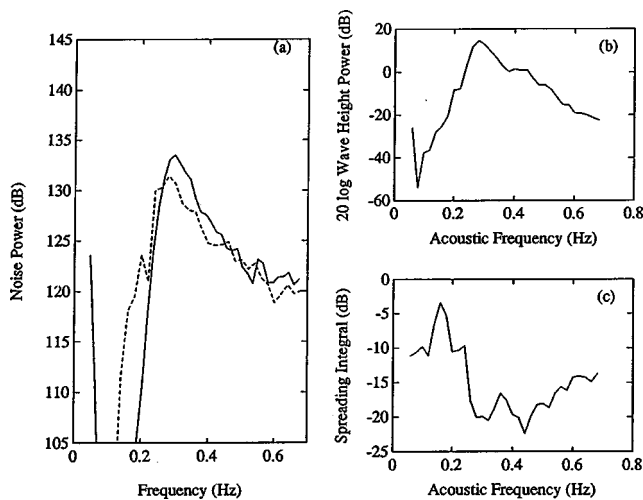 (a)
145
140
135
130
125
120
115
110
105
Noise Power (dB)
0 0.2 0.4 0.6
Frequency (Hz)
(b)
20
0
-20
-40
-60
20 log Wave Height Power (dB)
0 0.2 0.4 0.6 0.8
Acoustic Frequency (Hz)
(c)
0
-5
-10
-15
-20
-25
Spreading Integral (dB)
0 0.2 0.4 0.6 0.8
Acoustic Frequency (Hz)